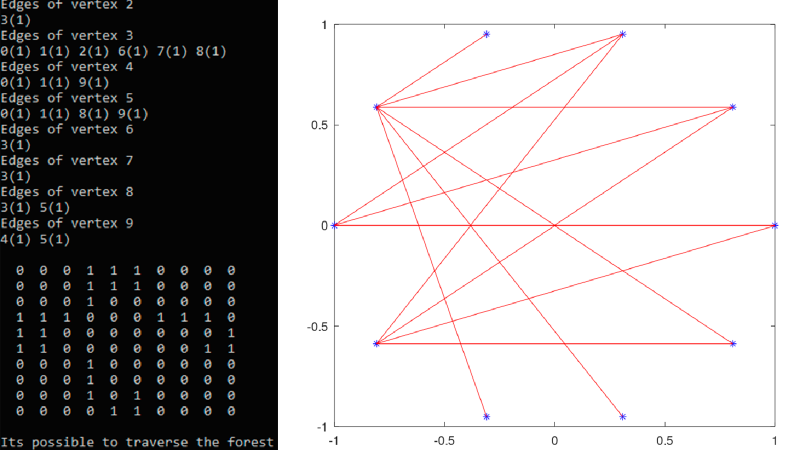 Edges of vertex 2
3(1)
Edges of vertex 3
0(1) 1(1) 2(1) 6(1) 7(1) 8(1)
Edges of vertex 4
0(1) 1(1) 9(1)
Edges of vertex 5
0(1) 1(1) 8(1) 9(1)
Edges of vertex 6
3(1)
Edges of vertex 7
3(1)
Edges of vertex 8
3(1) 5(1)
Edges of vertex 9
4(1) 5(1)
0 0 0 1 1 1 0 0 0 0
0 0 0 1 1 1 0 0 0 0
0 0 0 1 0 0 0 0 0 0
1 1 1 0 0 0 1 1 1 0
1 1 0 0 0 0 0 0 0 1
1 1 0 0 0 0 0 0 1 1
0 0 0 1 0 0 0 0 0 0
0 0 0 1 0 0 0 0 0 0
0 0 0 1 0 1 0 0 0 0
0 0 0 0 1 1 0 0 0 0
Its possible to traverse the forest
1
0.5
0
-0.5
-1
-1 -0.5 0 0.5 1